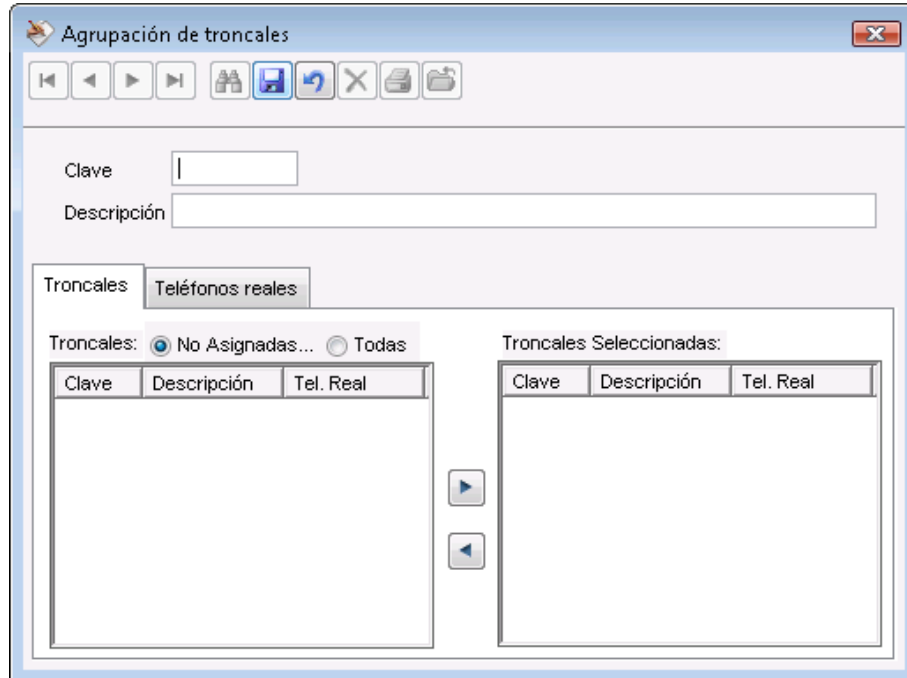 Agrupación de troncales
Clave
Descripción
Troncales Teléfonos reales
Troncales: No Asignadas... Todas Troncales Seleccionadas:
Clave Descripción Tel. Real Clave Descripción Tel. Real